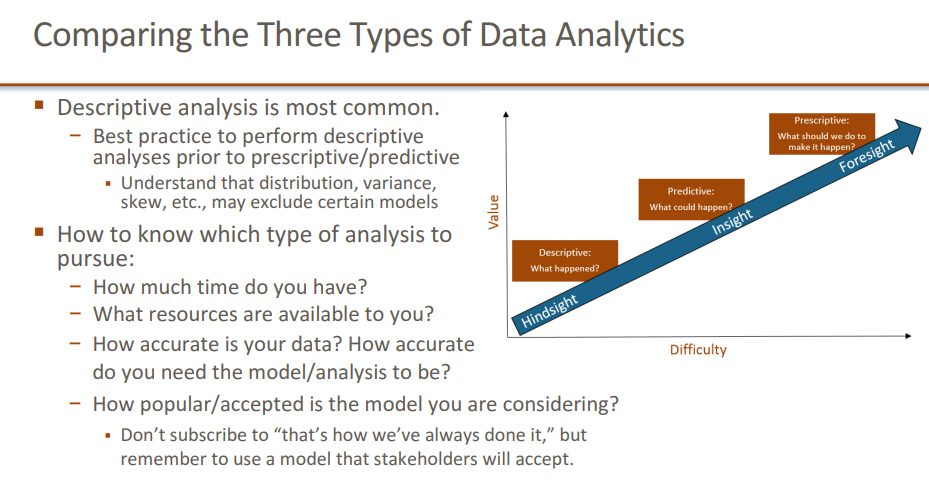 Comparing the Three Types of Data Analytics
▪ Descriptive analysis is most common.
– Best practice to perform descriptive
analyses prior to prescriptive/predictive
▪ Understand that distribution, variance,
skew, etc., may exclude certain models
▪ How to know which type of analysis to
pursue:
– How much time do you have?
– What resources are available to you?
– How accurate is your data? How accurate
do you need the model/analysis to be?
– How popular/accepted is the model you are considering?
▪ Don’t subscribe to “that’s how we’ve always done it,” but
remember to use a model that stakeholders will accept.
Value
Descriptive:
What happened?
Predictive:
What could happen?
Prescriptive:
What should we do to
make it happen?
Hindsight
Insight
Foresight
Difficulty